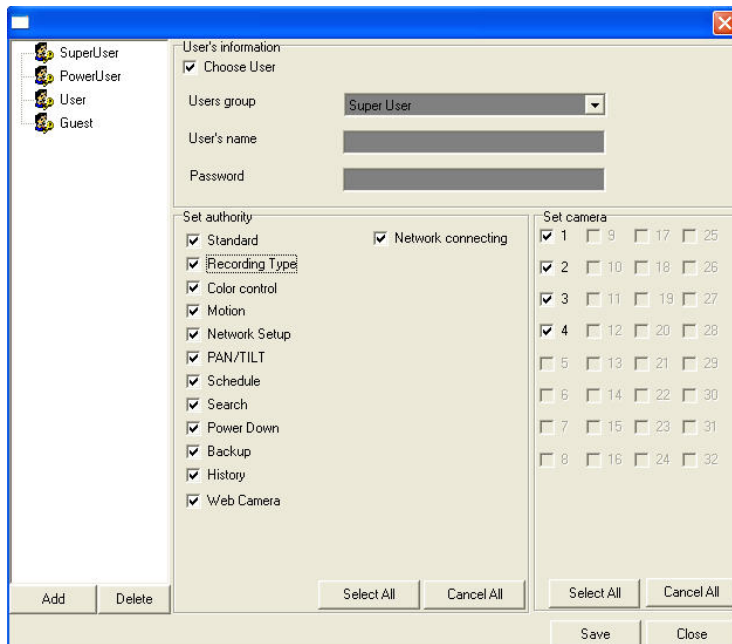 SuperUser
PowerUser
User
Guest
Add
Delete
User's information
Choose User
Users group
Super User
User's name
Password
Set authority
Standard
Network connecting
Recording Type
Color control
Motion
Network Setup
PAN/TILT
Schedule
Search
Power Down
Backup
History
Web Camera
Select All
Cancel All
Set camera
1 9 17 25
2 10 18 26
3 11 19 27
4 12 20 28
5 13 21 29
6 14 22 30
7 15 23 31
8 16 24 32
Select All
Cancel All
Save
Close